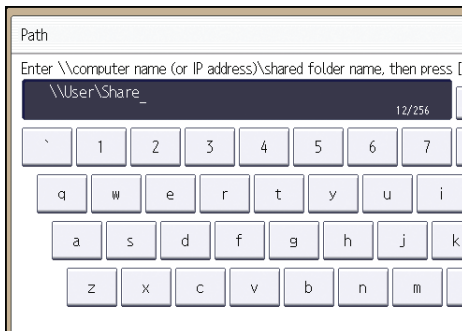 Path
Enter \\computer name (or IP address)\shared folder name, then press [
\\User\Share_
12/256
` 1 2 3 4 5 6 7
q w e r t y u i
a s d f g h j k
z x c v b n m